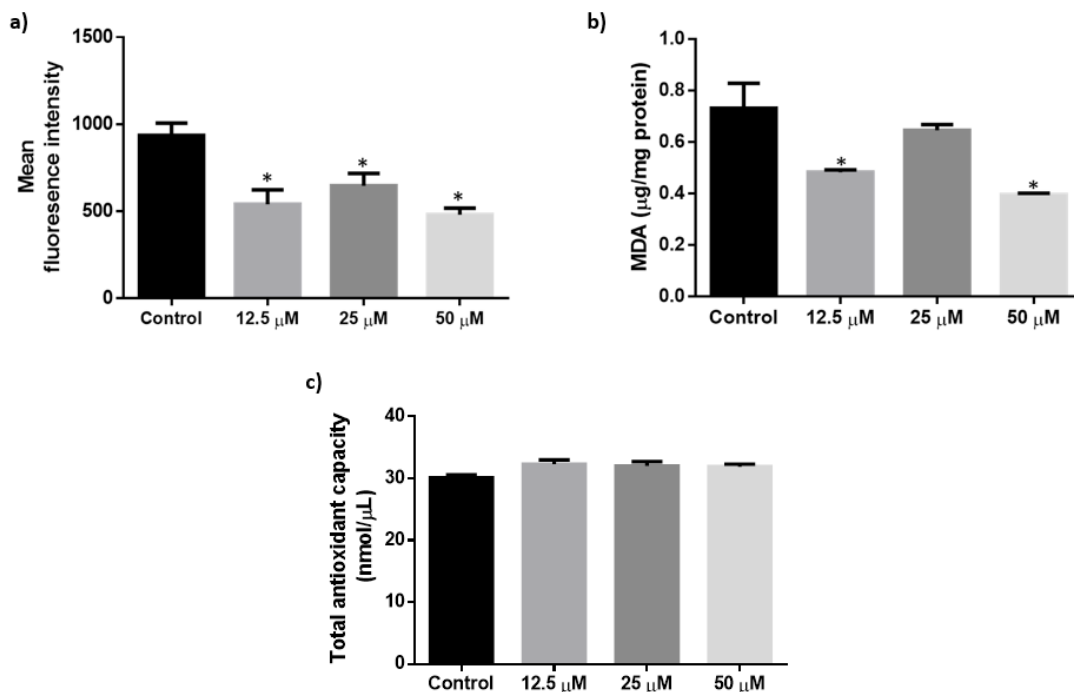 a)
Mean
fluoresence intensity
1500
1000
500
0
*
*
*
Control
12.5 μM
25 μM
50 μM
b)
MDA (μg/mg protein)
1.0
0.8
0.6
0.4
0.2
0.0
*
*
Control
12.5 μM
25 μM
50 μM
c)
Total antioxidant capacity
(nmol/μL)
40
30
20
10
0
Control
12.5 μM
25 μM
50 μM